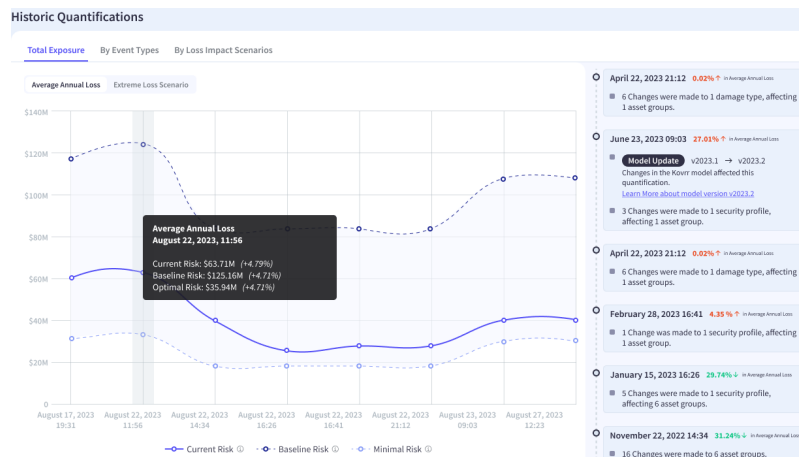 Historic Quantifications
Total Exposure
By Event Types
By Loss Impact Scenarios
Average Annual Loss
Extreme Loss Scenario
$140M
$120M
$100M
$80M
$60M
$40M
$20M
0
Average Annual Loss
August 22, 2023, 11:56
Current Risk: $63.71M (+4.79%)
Baseline Risk: $125.16M (+4.71%)
Optimal Risk: $35.94M (+4.71%)
August 17, 2023
19:31
August 22, 2023
11:56
August 22, 2023
14:34
August 22, 2023
16:26
August 22, 2023
16:41
August 22, 2023
21:12
August 22, 2023
09:03
August 27, 2023
12:23
Current Risk
Baseline Risk
Minimal Risk
April 22, 2023 21:12 0.02% ↑ in Average Annual Loss
6 Changes were made to 1 damage type, affecting
1 asset groups.
June 23, 2023 09:03 27.01% ↑ in Average Annual Loss
Model Update v2023.1 → v2023.2
Changes in the Kovrr model affected this
quantification.
Learn More about model version v2023.2
3 Changes were made to 1 security profile,
affecting 1 asset group.
April 22, 2023 21:12 0.02% ↑ in Average Annual Loss
6 Changes were made to 1 damage type, affecting
1 asset groups.
February 28, 2023 16:41 4.35 % ↑ in Average Annual Loss
1 Change was made to 1 security profile, affecting
1 asset group.
January 15, 2023 16:26 29.74% ↓ in Average Annual Loss
5 Changes were made to 1 security profile,
affecting 6 asset groups.
November 22, 2022 14:34 31.24% ↓ in Average Annual Loss
16 Changes were made to 6 asset groups.